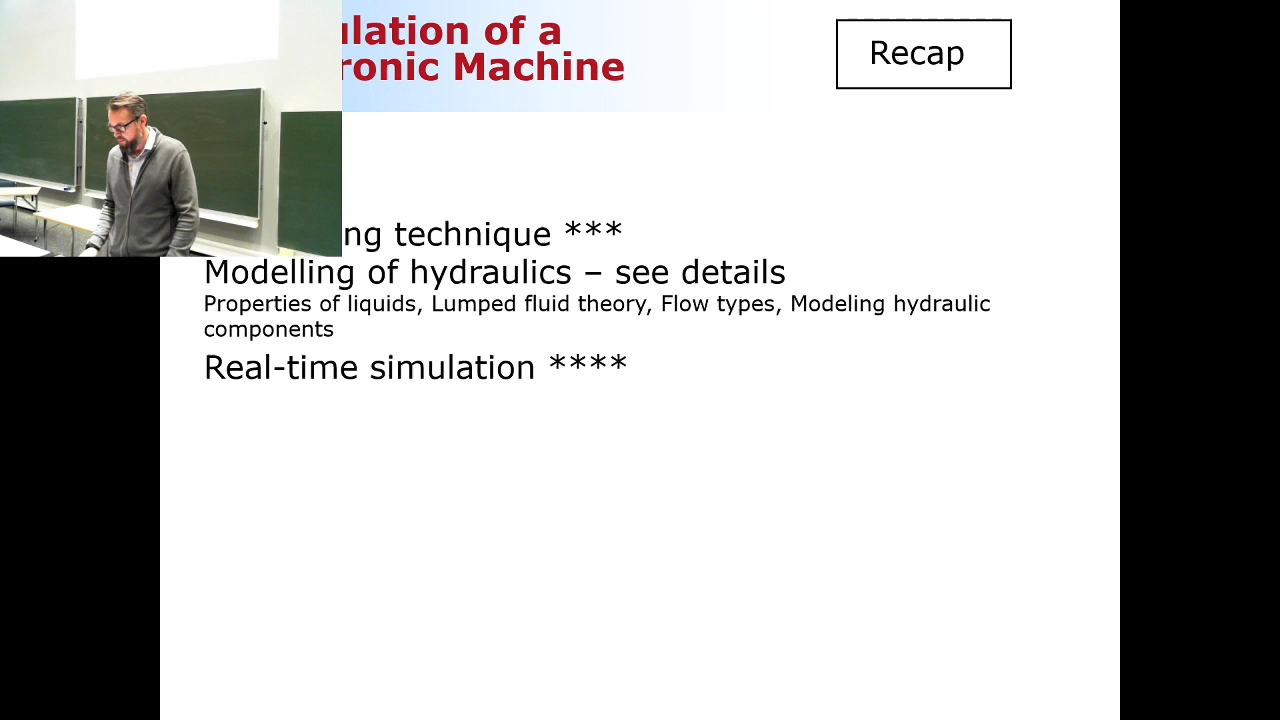 ulation of a
ronic Machine
Recap
ng technique ***
Modelling of hydraulics – see details
Properties of liquids, Lumped fluid theory, Flow types, Modeling hydraulic
components
Real-time simulation ****